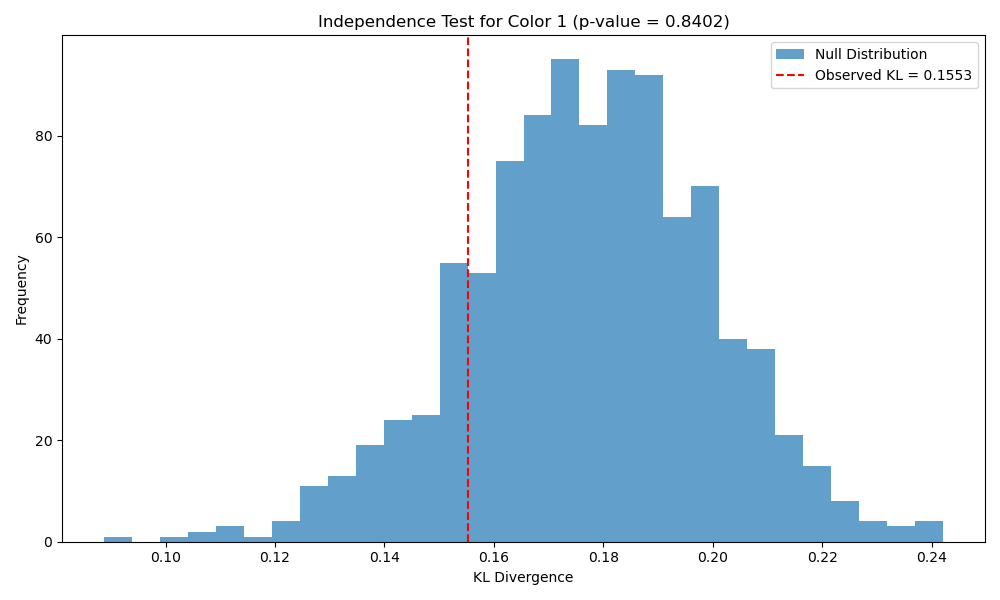 Independence Test for Color 1 (p-value = 0.8402)
Null Distribution
Observed KL = 0.1553
Frequency
80
60
40
20
0
0.10 0.12 0.14 0.16 0.18 0.20 0.22 0.24
KL Divergence